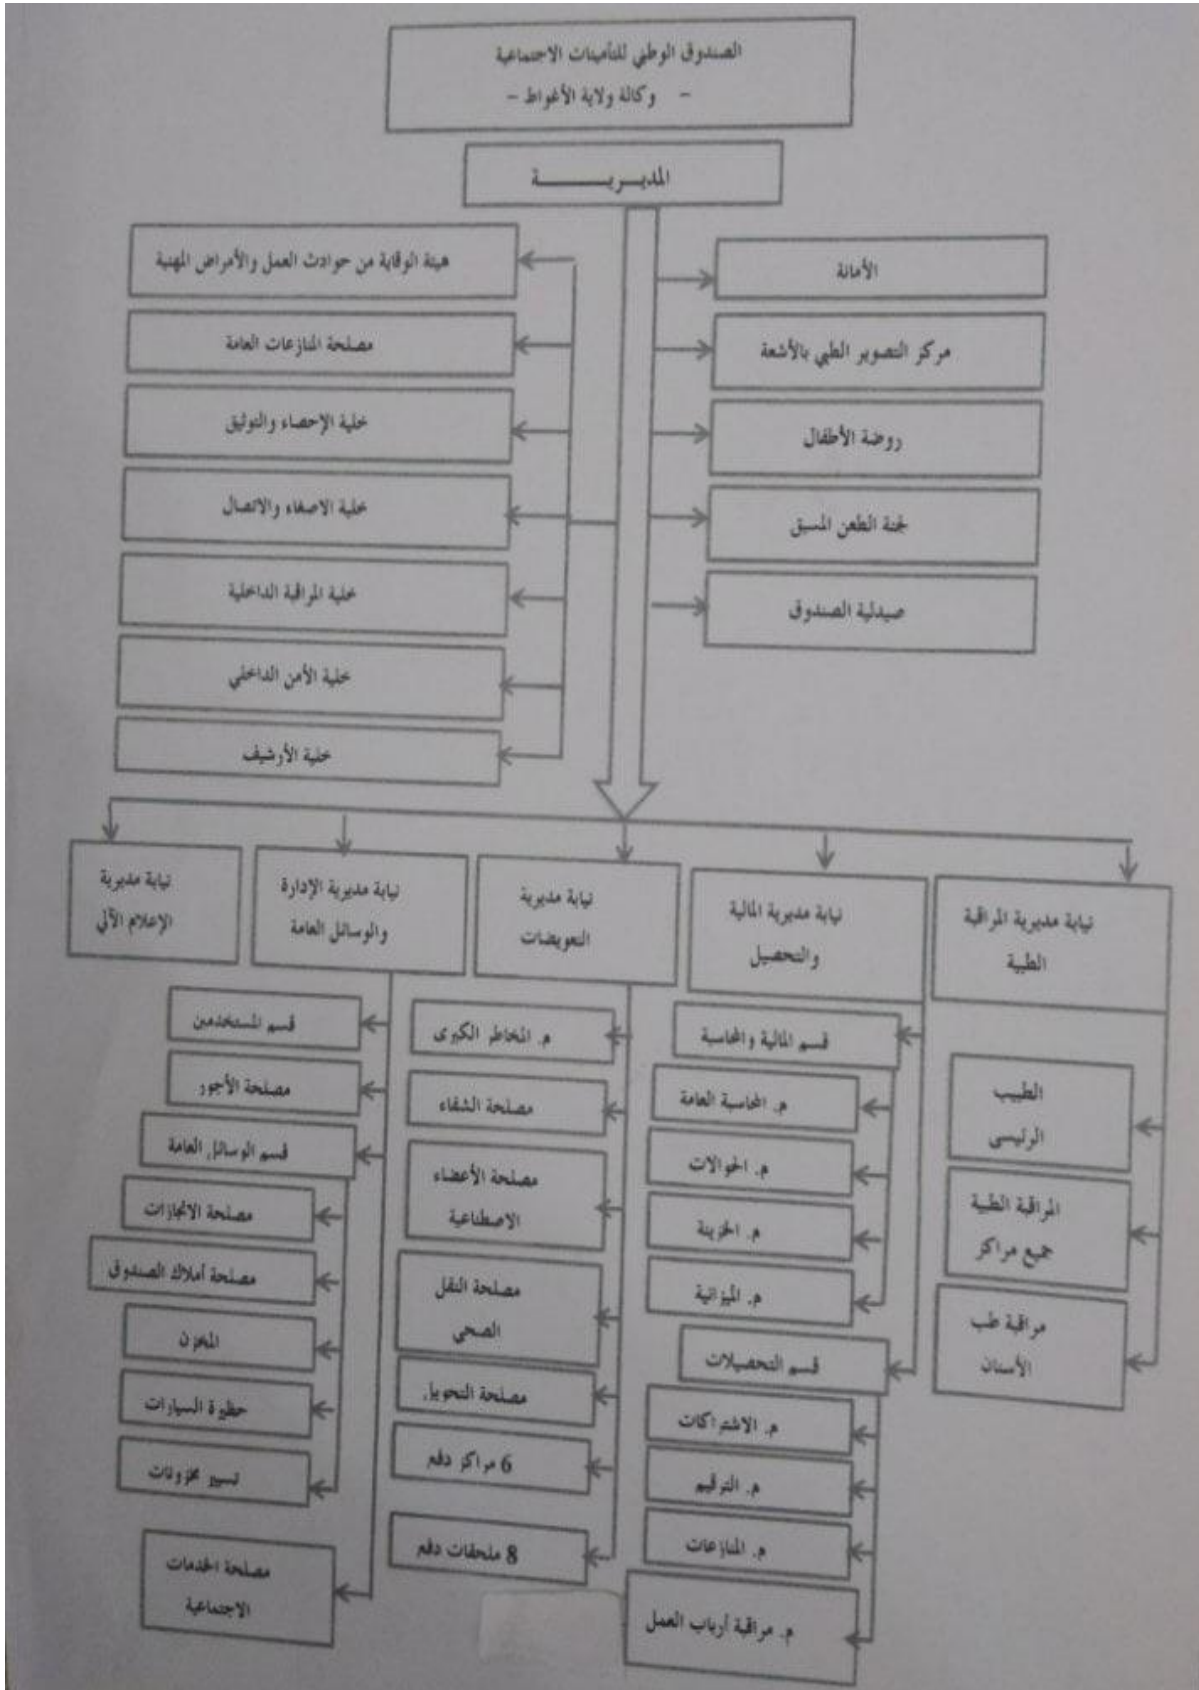 الصندوق الوطني للتأمينات الاجتماعية
- وكالة ولاية الأغواط -
المديريـــــــــة
الأمانة
مركز التصوير الطبي بالأشعة
روضة الأطفال
لجنة الطعن المسبق
صيدلية الصندوق
هيئة الوقاية من حوادث العمل والأمراض المهنية
مصلحة المنازعات العامة
خلية الإحصاء والتوثيق
خلية الاصغاء والاتصال
خلية المراقبة الداخلية
خلية الأمن الداخلي
خلية الأرشيف
نيابة مديرية المراقبة
الطبية
الطبيب
الرئيسي
المراقبة الطبية
جميع مراكز
مراقبة طب
الأسنان
نيابة مديرية المالية
والتحصيل
قسم المالية والمحاسبة
م. المحاسبة العامة
م. الحوالات
م. الخزينة
م. الميزانية
قسم التحصيلات
م. الاشتراكات
م. الترقيم
م. المنازعات
م. مراقبة أرباب العمل
نيابة مديرية
التعويضات
م. المخاطر الكبرى
مصلحة الشفاء
مصلحة الأعضاء
الاصطناعية
مصلحة النقل
الصحي
مصلحة التحويل
6 مراكز دفع
8 ملحقات دفع
نيابة مديرية الإدارة
والوسائل العامة
قسم المستخدمين
مصلحة الأجور
قسم الوسائل العامة
مصلحة الانجازات
مصلحة أملاك الصندوق
المخزن
حظيرة السيارات
تسيير مخزونات
مصلحة الخدمات
الاجتماعية
نيابة مديرية
الإعلام الآلي